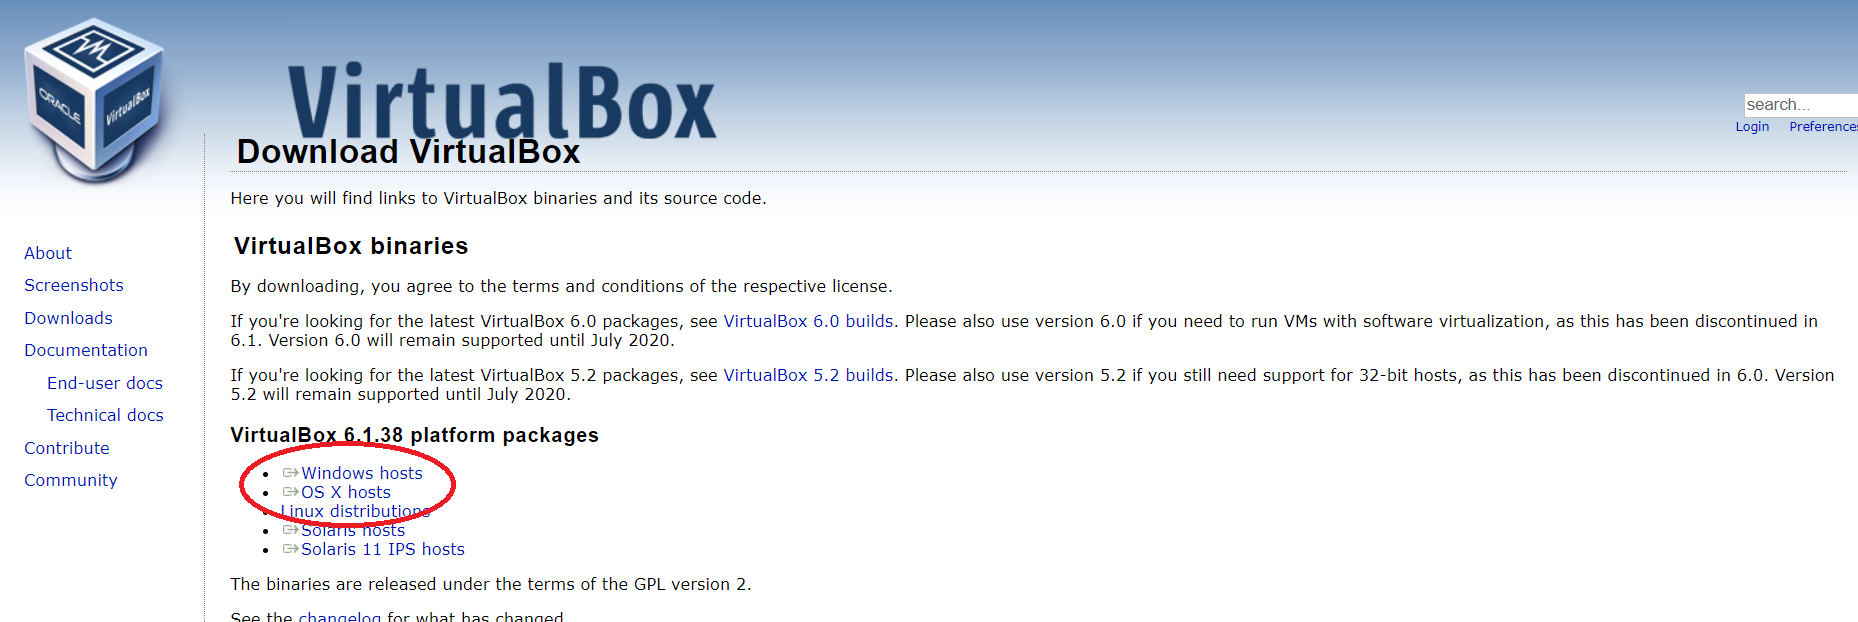 ORACLE
VirtualBox
VirtualBox
search...
Login Preferences
Download VirtualBox
Here you will find links to VirtualBox binaries and its source code.
About
Screenshots
Downloads
Documentation
End-user docs
Technical docs
Contribute
Community
VirtualBox binaries
By downloading, you agree to the terms and conditions of the respective license.
If you're looking for the latest VirtualBox 6.0 packages, see VirtualBox 6.0 builds. Please also use version 6.0 if you need to run VMs with software virtualization, as this has been discontinued in
6.1. Version 6.0 will remain supported until July 2020.
If you're looking for the latest VirtualBox 5.2 packages, see VirtualBox 5.2 builds. Please also use version 5.2 if you still need support for 32-bit hosts, as this has been discontinued in 6.0. Version
5.2 will remain supported until July 2020.
VirtualBox 6.1.38 platform packages
Windows hosts
OS X hosts
Linux distributions
Solaris hosts
Solaris 11 IPS hosts
The binaries are released under the terms of the GPL version 2.
See the changelog for what has changed.